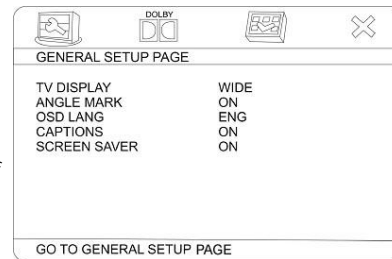 DOLBY
GENERAL SETUP PAGE
TV DISPLAY WIDE
ANGLE MARK ON
OSD LANG ENG
CAPTIONS ON
SCREEN SAVER ON
GO TO GENERAL SETUP PAGE